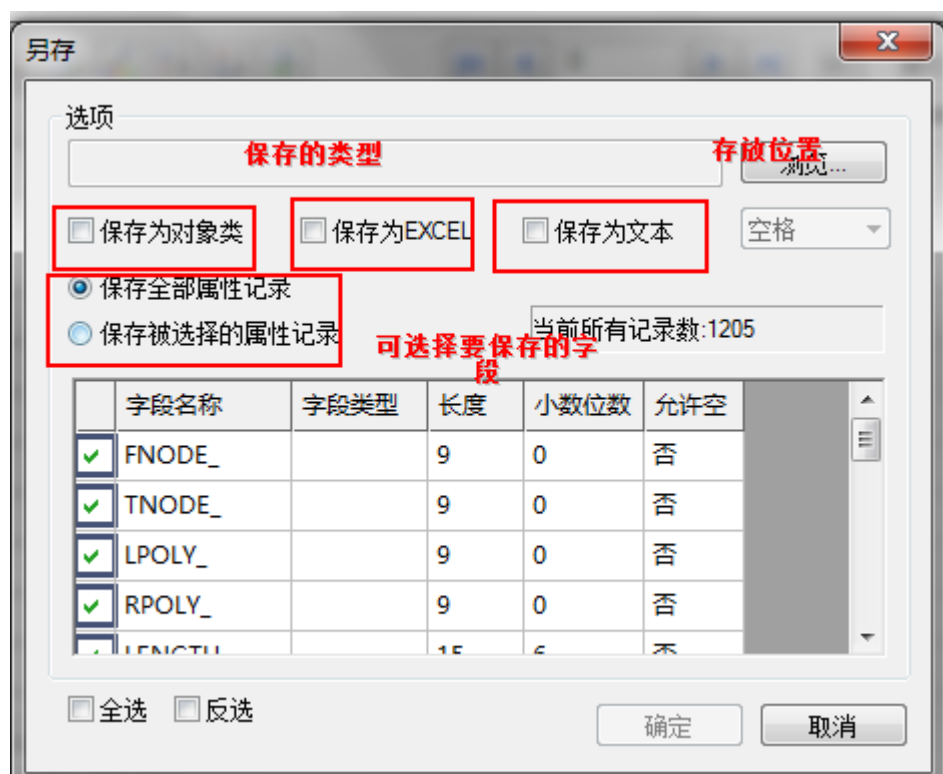 另存
选项
保存的类型
存放位置
浏览...
保存为对象类 保存为EXCEL 保存为文本 空格
保存全部属性记录
保存被选择的属性记录
当前所有记录数:1205
可选择要保存的字
段
字段名称 字段类型 长度 小数位数 允许空
FNODE_ 9 0 否
TNODE_ 9 0 否
LPOLY_ 9 0 否
RPOLY_ 9 0 否
LENGTH 15 6 否
全选 反选
确定 取消